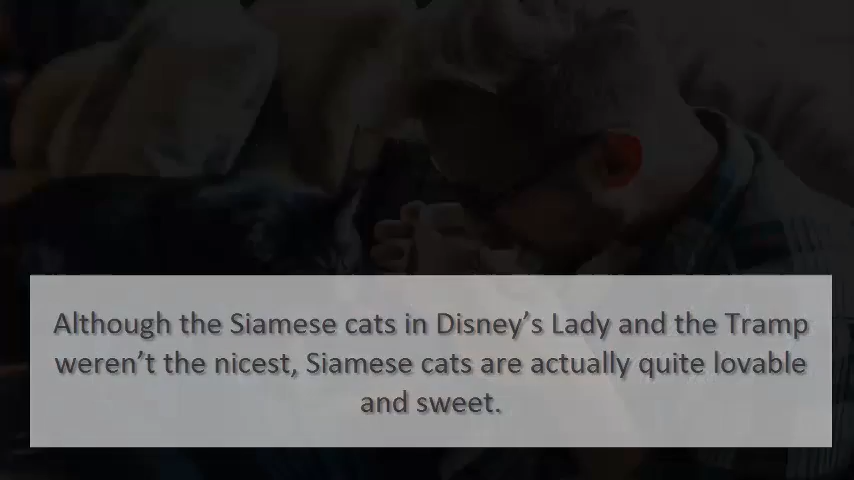 Although the Siamese cats in Disney’s Lady and the Tramp
weren’t the nicest, Siamese cats are actually quite lovable
and sweet.